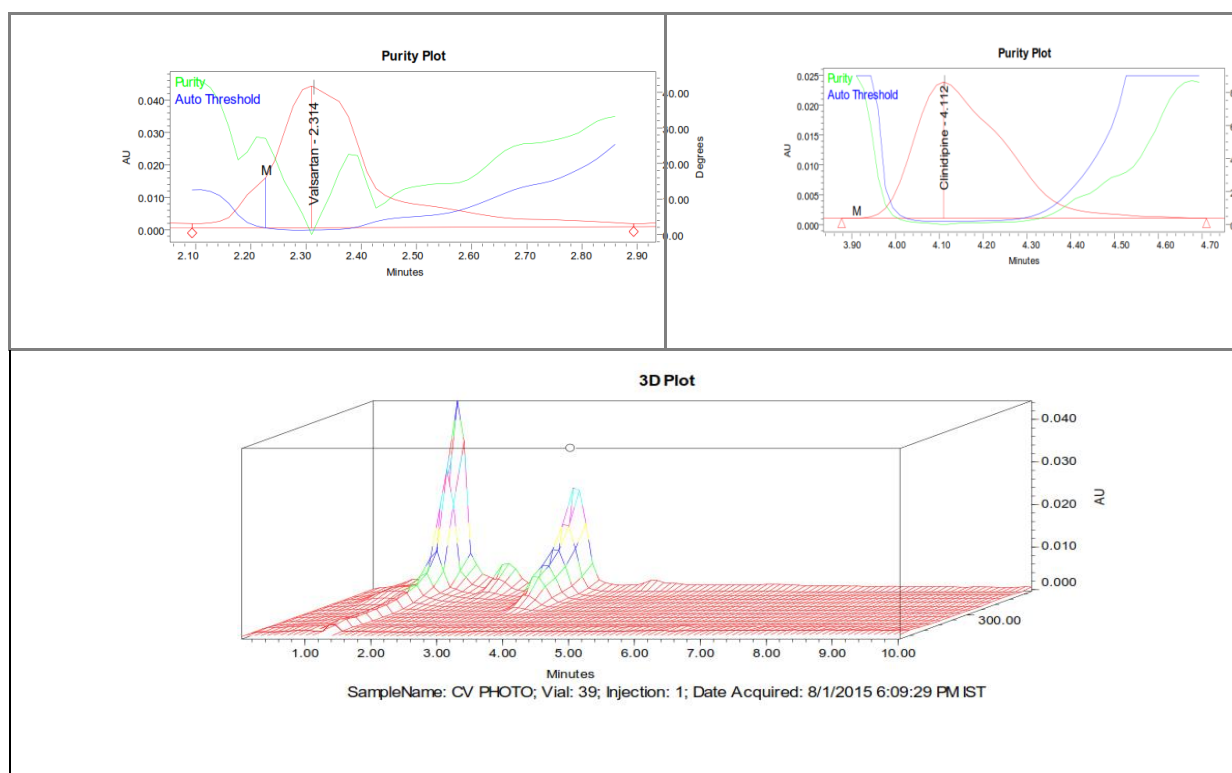 Purity Plot
Purity
Auto Threshold
AU
0.040
0.030
0.020
0.010
0.000
M
Valsartan - 2.314
40.00
30.00
20.00
0.00
0.00
Degrees
2.10 2.20 2.30 2.40 2.50 2.60 2.70 2.80 2.90
Minutes
Purity Plot
Purity
Auto Threshold
AU
0.025
0.020
0.015
0.010
0.005
0.000
M
Clinidipine - 4.112
3.90 4.00 4.10 4.20 4.30 4.40 4.50 4.60 4.70
Minutes
3D Plot
0.040
0.030
0.020
0.010
0.000
AU
300.00
1.00 2.00 3.00 4.00 5.00 6.00 7.00 8.00 9.00 10.00
Minutes
SampleName: CV PHOTO; Vial: 39; Injection: 1; Date Acquired: 8/1/2015 6:09:29 PM IST